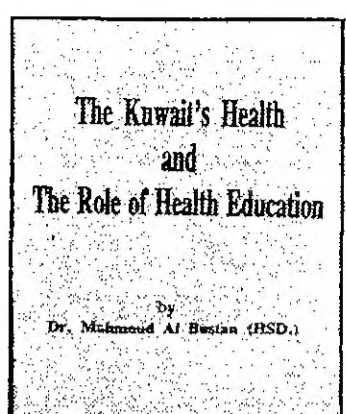 The Kuwait's Health
and
The Role of Health Education
by
Dr. Mahmoud Al Bustan (HSD.)